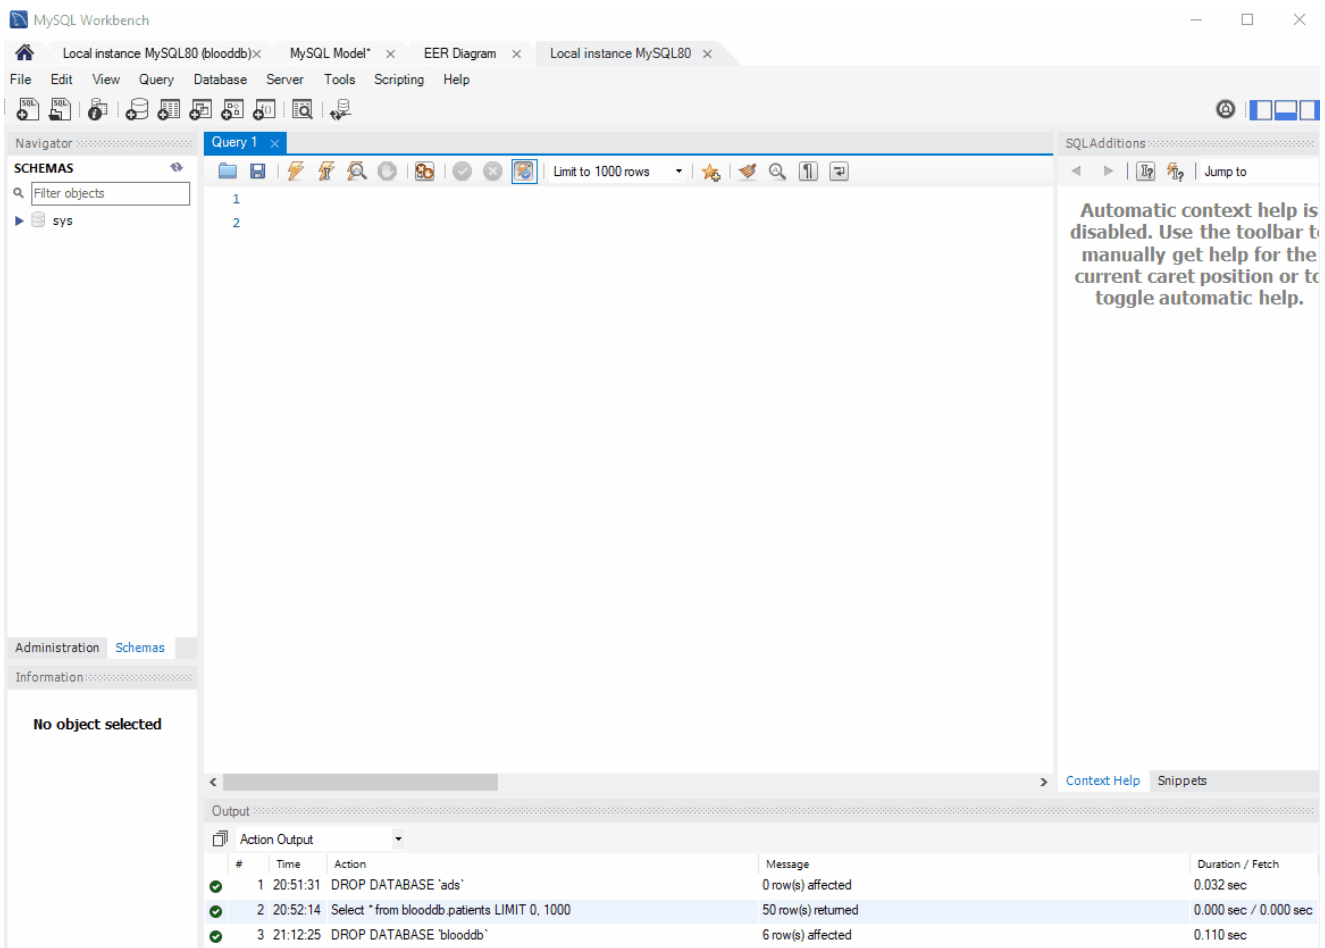 MySQL Workbench
Local instance MySQL80 (blooddb) MySQL Model* EER Diagram Local instance MySQL80
File Edit View Query Database Server Tools Scripting Help
Navigator
Query 1
SQLAdditions
SCHEMAS
Limit to 1000 rows
Jump to
Filter objects
sys
1
2
Automatic context help is
disabled. Use the toolbar to
manually get help for the
current caret position or to
toggle automatic help.
Administration Schemas
Information
No object selected
Context Help Snippets
Output
Action Output
# Time Action Message Duration / Fetch
1 20:51:31 DROP DATABASE `ads` 0 row(s) affected 0.032 sec
2 20:52:14 Select * from blooddb.patients LIMIT 0, 1000 50 row(s) returned 0.000 sec / 0.000 sec
3 21:12:25 DROP DATABASE `blooddb` 6 row(s) affected 0.110 sec